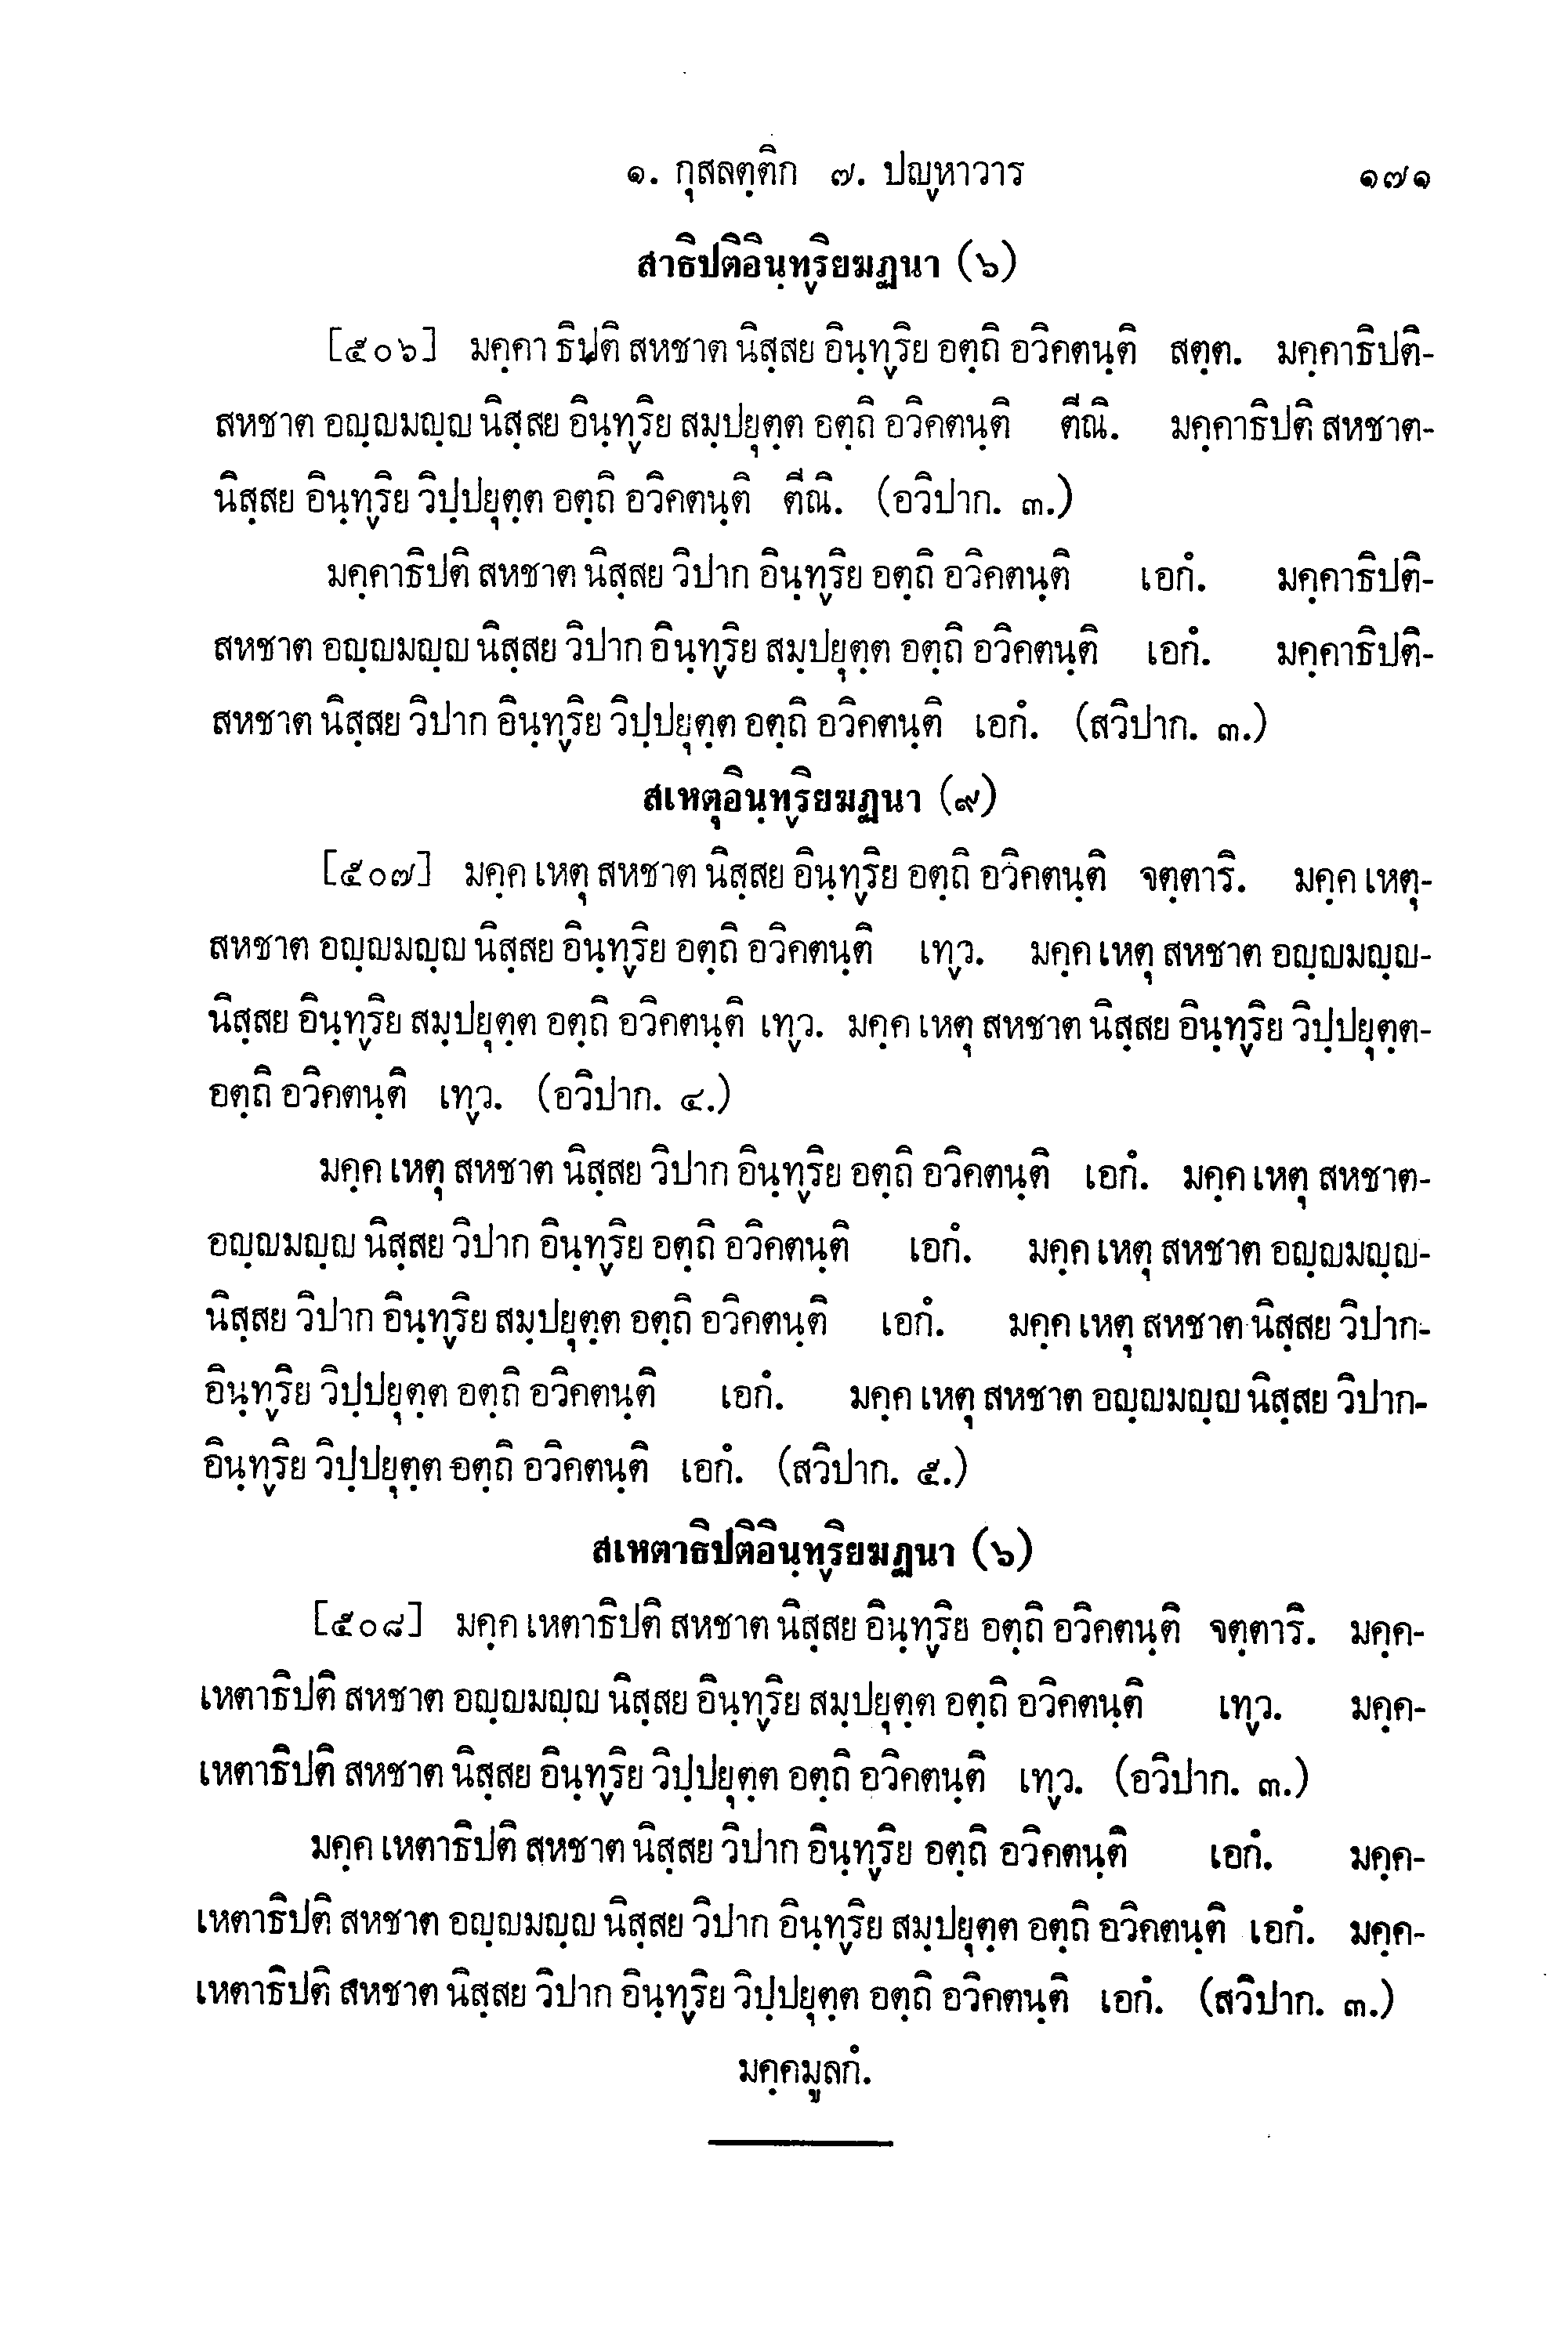 ๑. กุสลตฺติก ๗. ปญฺหาวาร ๑๗๑
สาธิปติอินฺทฺริยฆฏนา (๖)
[๕๐๖] มคฺคา ธิปติ สหชาต นิสฺสย อินฺทฺริย อตฺถิ อวิคตนฺติ สตฺต. มคฺคาธิปติ-
สหชาต อญฺญมญฺญ นิสฺสย อินฺทฺริย สมฺปยุตฺต อตฺถิ อวิคตนฺติ ตีณิ. มคฺคาธิปติ สหชาต-
นิสฺสย อินฺทฺริย วิปฺปยุตฺต อตฺถิ อวิคตนฺติ ตีณิ. (อวิปาก. ๓.)
มคฺคาธิปติ สหชาต นิสฺสย วิปาก อินฺทฺริย อตฺถิ อวิคตนฺติ เอกํ. มคฺคาธิปติ-
สหชาต อญฺญมญฺญ นิสฺสย วิปาก อินฺทฺริย สมฺปยุตฺต อตฺถิ อวิคตนฺติ เอกํ. มคฺคาธิปติ-
สหชาต นิสฺสย วิปาก อินฺทฺริย วิปฺปยุตฺต อตฺถิ อวิคตนฺติ เอกํ. (สวิปาก. ๓.)
สเหตุอินฺทฺริยฆฏนา (๙)
[๕๐๗] มคฺค เหตุ สหชาต นิสฺสย อินฺทฺริย อตฺถิ อวิคตนฺติ จตฺตาริ. มคฺค เหตุ-
สหชาต อญฺญมญฺญ นิสฺสย อินฺทฺริย อตฺถิ อวิคตนฺติ เทฺว. มคฺค เหตุ สหชาต อญฺญมญฺญ-
นิสฺสย อินฺทฺริย สมฺปยุตฺต อตฺถิ อวิคตนฺติ เทฺว. มคฺค เหตุ สหชาต นิสฺสย อินฺทฺริย วิปฺปยุตฺต-
อตฺถิ อวิคตนฺติ เทฺว. (อวิปาก. ๔.)
มคฺค เหตุ สหชาต นิสฺสย วิปาก อินฺทฺริย อตฺถิ อวิคตนฺติ เอกํ. มคฺค เหตุ สหชาต-
อญฺญมญฺญ นิสฺสย วิปาก อินฺทฺริย อตฺถิ อวิคตนฺติ เอกํ. มคฺค เหตุ สหชาต อญฺญมญฺญ-
นิสฺสย วิปาก อินฺทฺริย สมฺปยุตฺต อตฺถิ อวิคตนฺติ เอกํ. มคฺค เหตุ สหชาต นิสฺสย วิปาก-
อินฺทฺริย วิปฺปยุตฺต อตฺถิ อวิคตนฺติ เอกํ. มคฺค เหตุ สหชาต อญฺญมญฺญ นิสฺสย วิปาก-
อินฺทฺริย วิปฺปยุตฺต อตฺถิ อวิคตนฺติ เอกํ. (สวิปาก. ๕.)
สเหตาธิปติอินฺทฺริยฆฏนา (๖)
[๕๐๘] มคฺค เหตาธิปติ สหชาต นิสฺสย อินฺทฺริย อตฺถิ อวิคตนฺติ จตฺตาริ. มคฺค-
เหตาธิปติ สหชาต อญฺญมญฺญ นิสฺสย อินฺทฺริย สมฺปยุตฺต อตฺถิ อวิคตนฺติ เทฺว. มคฺค-
เหตาธิปติ สหชาต นิสฺสย อินฺทฺริย วิปฺปยุตฺต อตฺถิ อวิคตนฺติ เทฺว. (อวิปาก. ๓.)
มคฺค เหตาธิปติ สหชาต นิสฺสย วิปาก อินฺทฺริย อตฺถิ อวิคตนฺติ เอกํ. มคฺค-
เหตาธิปติ สหชาต อญฺญมญฺญ นิสฺสย วิปาก อินฺทฺริย สมฺปยุตฺต อตฺถิ อวิคตนฺติ เอกํ. มคฺค-
เหตาธิปติ สหชาต นิสฺสย วิปาก อินฺทฺริย วิปฺปยุตฺต อตฺถิ อวิคตนฺติ เอกํ. (สวิปาก. ๓.)
มคฺคมูลกํ.